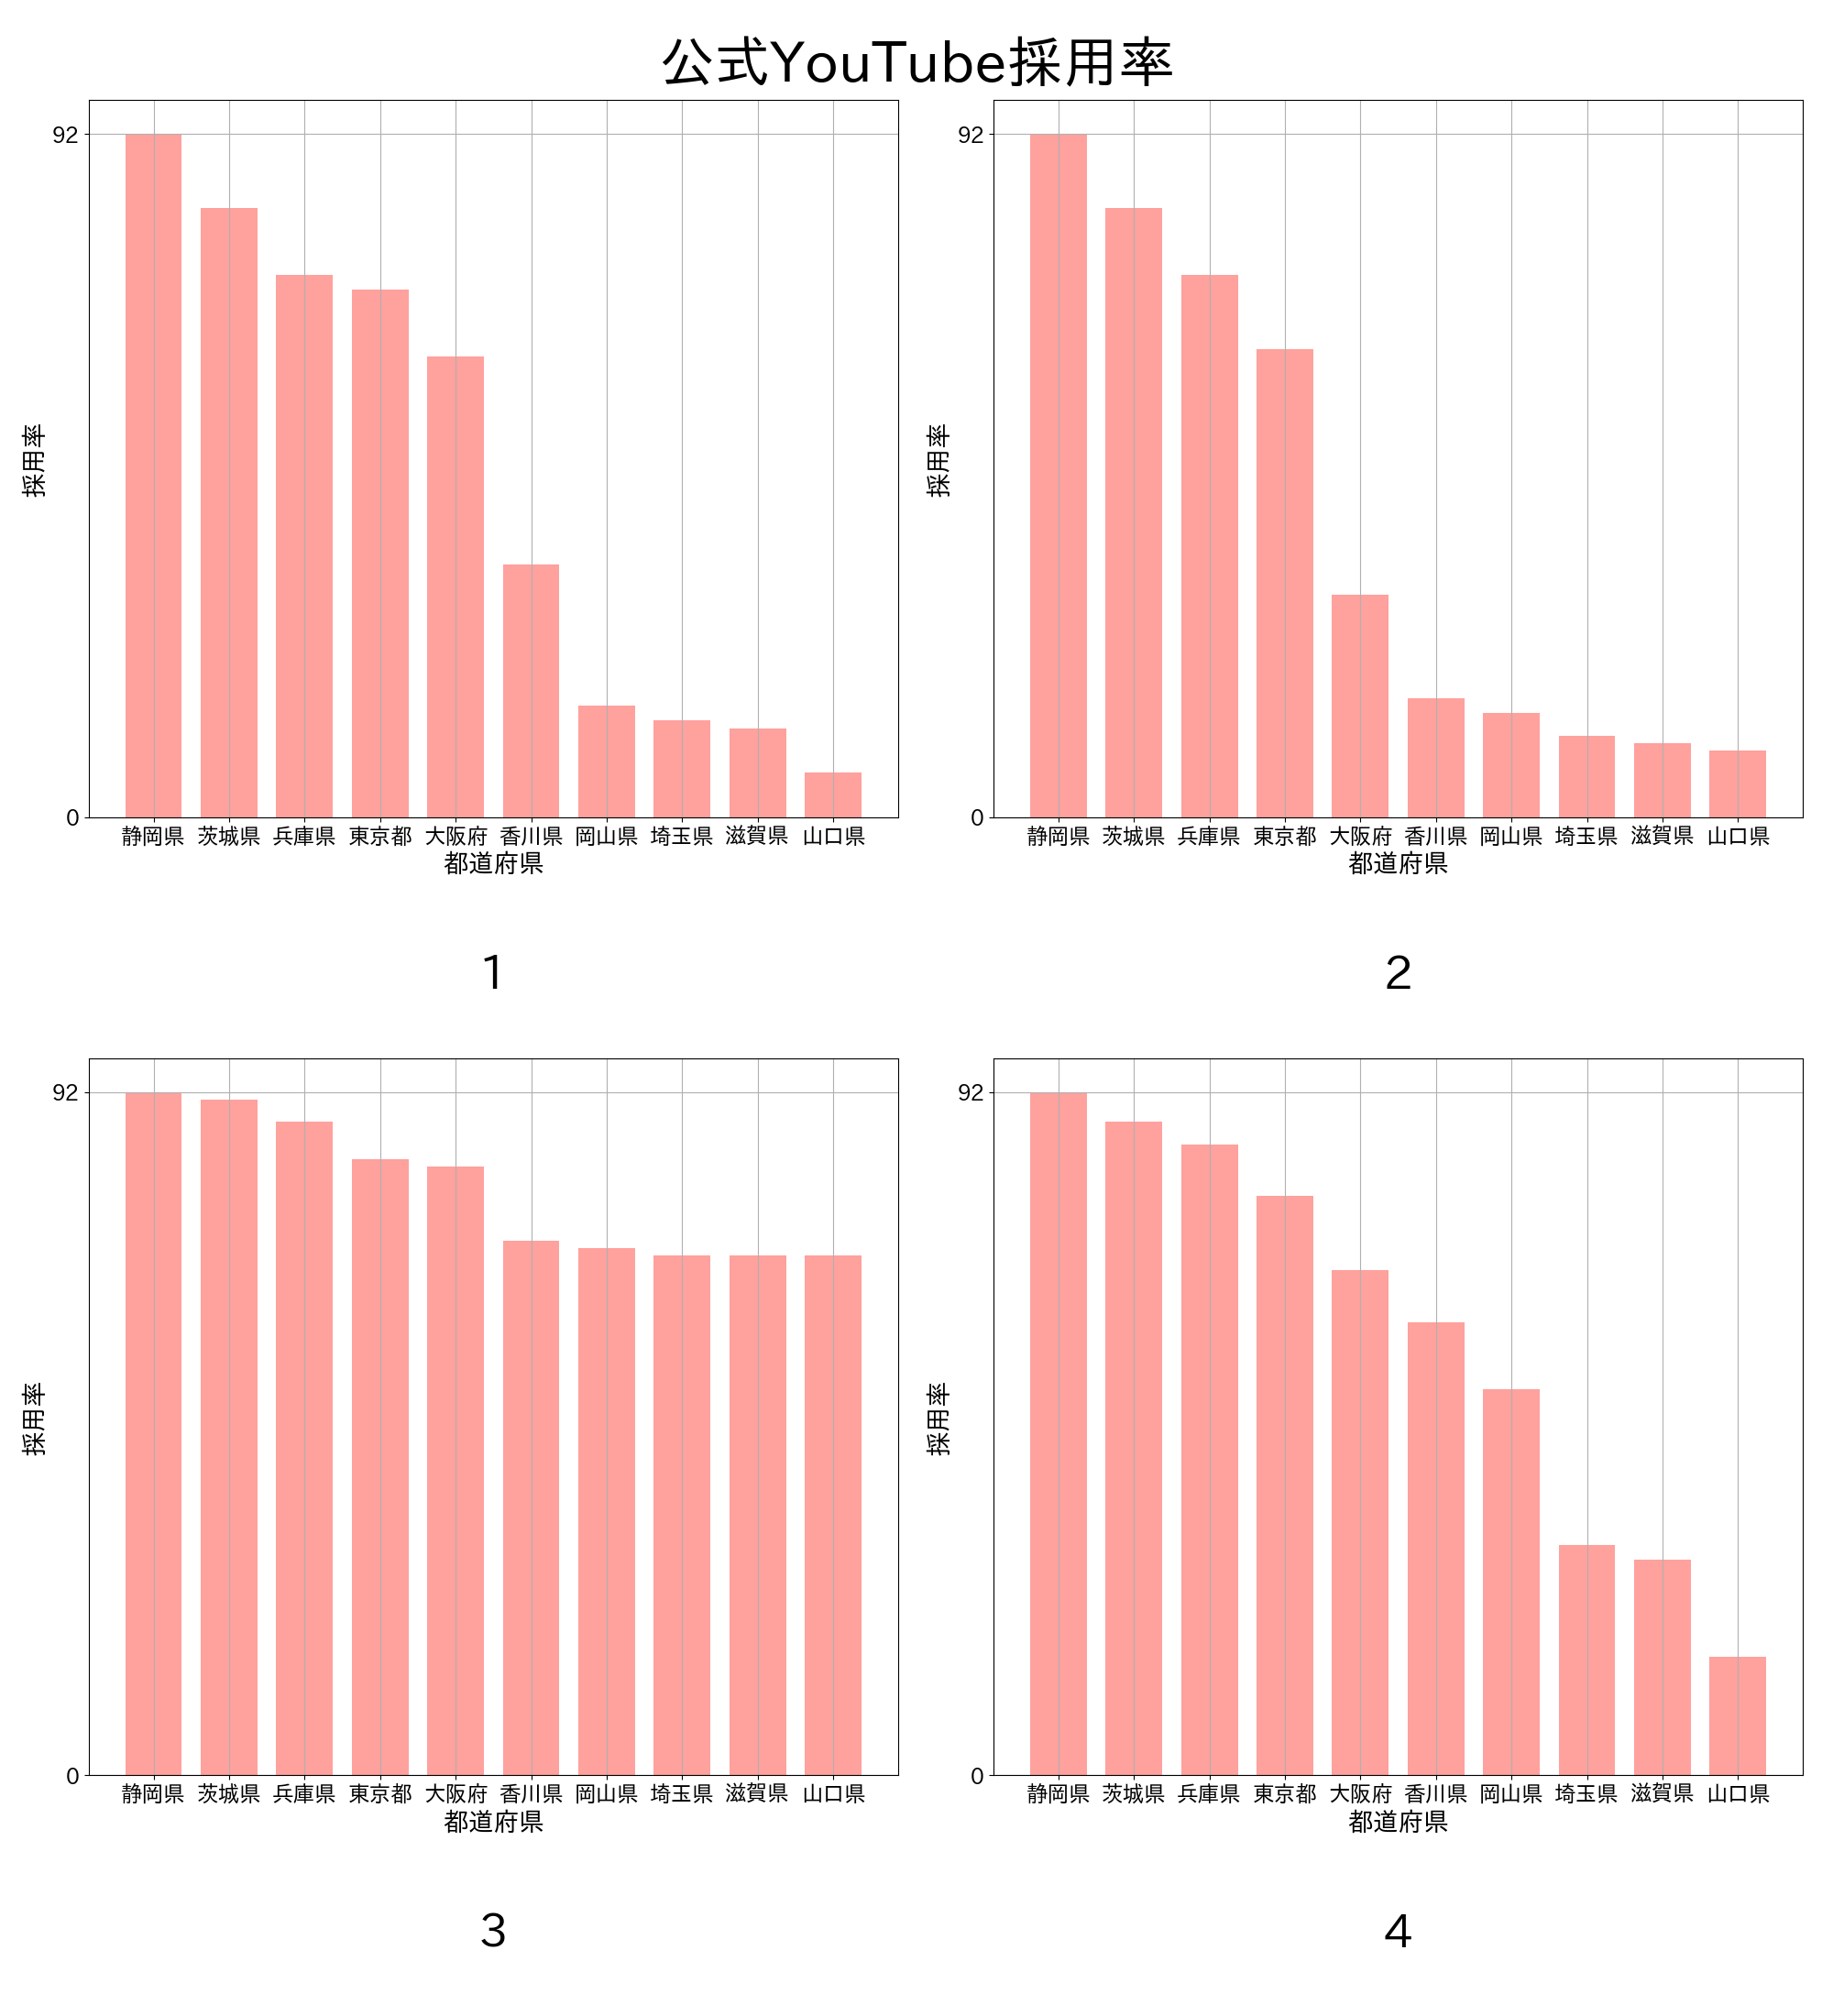 公式YouTube採用率
92
0
採用率
静岡県 茨城県 兵庫県 東京都 大阪府 香川県 岡山県 埼玉県 滋賀県 山口県
都道府県
1
92
0
採用率
静岡県 茨城県 兵庫県 東京都 大阪府 香川県 岡山県 埼玉県 滋賀県 山口県
都道府県
2
92
0
採用率
静岡県 茨城県 兵庫県 東京都 大阪府 香川県 岡山県 埼玉県 滋賀県 山口県
都道府県
3
92
0
採用率
静岡県 茨城県 兵庫県 東京都 大阪府 香川県 岡山県 埼玉県 滋賀県 山口県
都道府県
4